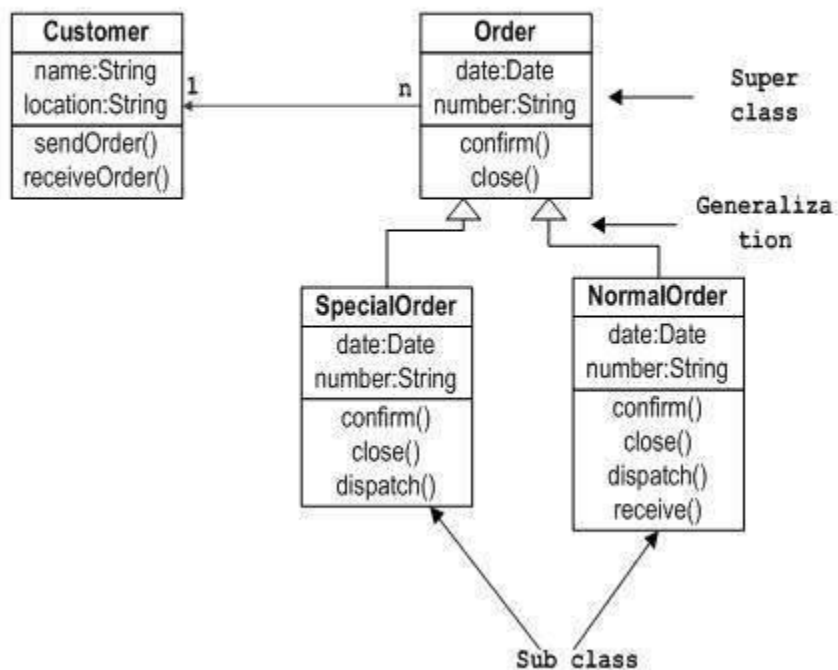 Customer
name:String
location:String
sendOrder()
receiveOrder()
1
n
Order
date:Date
number:String
confirm()
close()
Super
class
Generaliza
tion
SpecialOrder
date:Date
number:String
confirm()
close()
dispatch()
NormalOrder
date:Date
number:String
confirm()
close()
dispatch()
receive()
Sub class